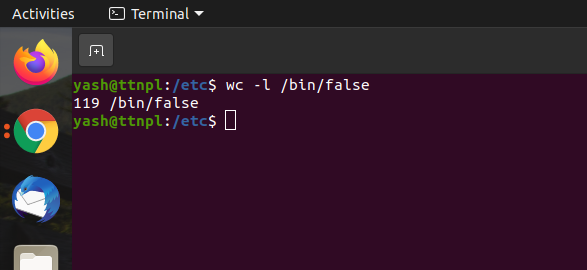 Activities Terminal
yash@ttnpl:/etc$ wc -l /bin/false
119 /bin/false
yash@ttnpl:/etc$